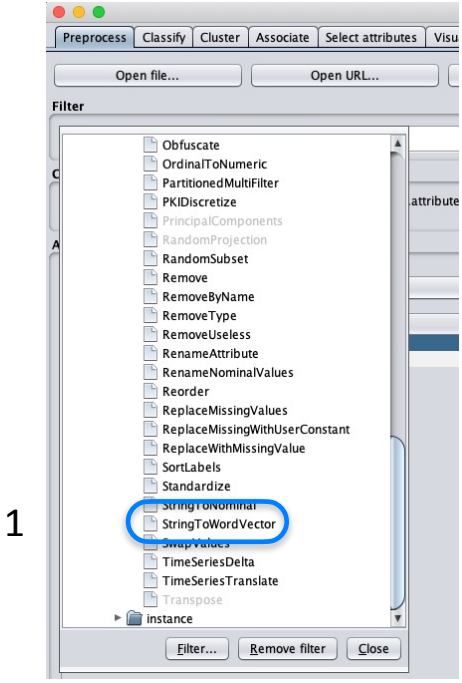 Preprocess Classify Cluster Associate Select attributes Visu
Open file... Open URL...
Filter
Obfuscate
OrdinalToNumeric
PartitionedMultiFilter
C
PKIDiscretize
.attribute
PrincipalComponents
A
RandomProjection
RandomSubset
Remove
RemoveByName
RemoveType
RemoveUseless
RenameAttribute
RenameNominalValues
Reorder
ReplaceMissingValues
ReplaceMissingWithUserConstant
ReplaceWithMissingValue
SortLabels
Standardize
StringToNominal
1
StringToWordVector
SwapValues
TimeSeriesDelta
TimeSeriesTranslate
Transpose
instance
Filter... Remove filter Close